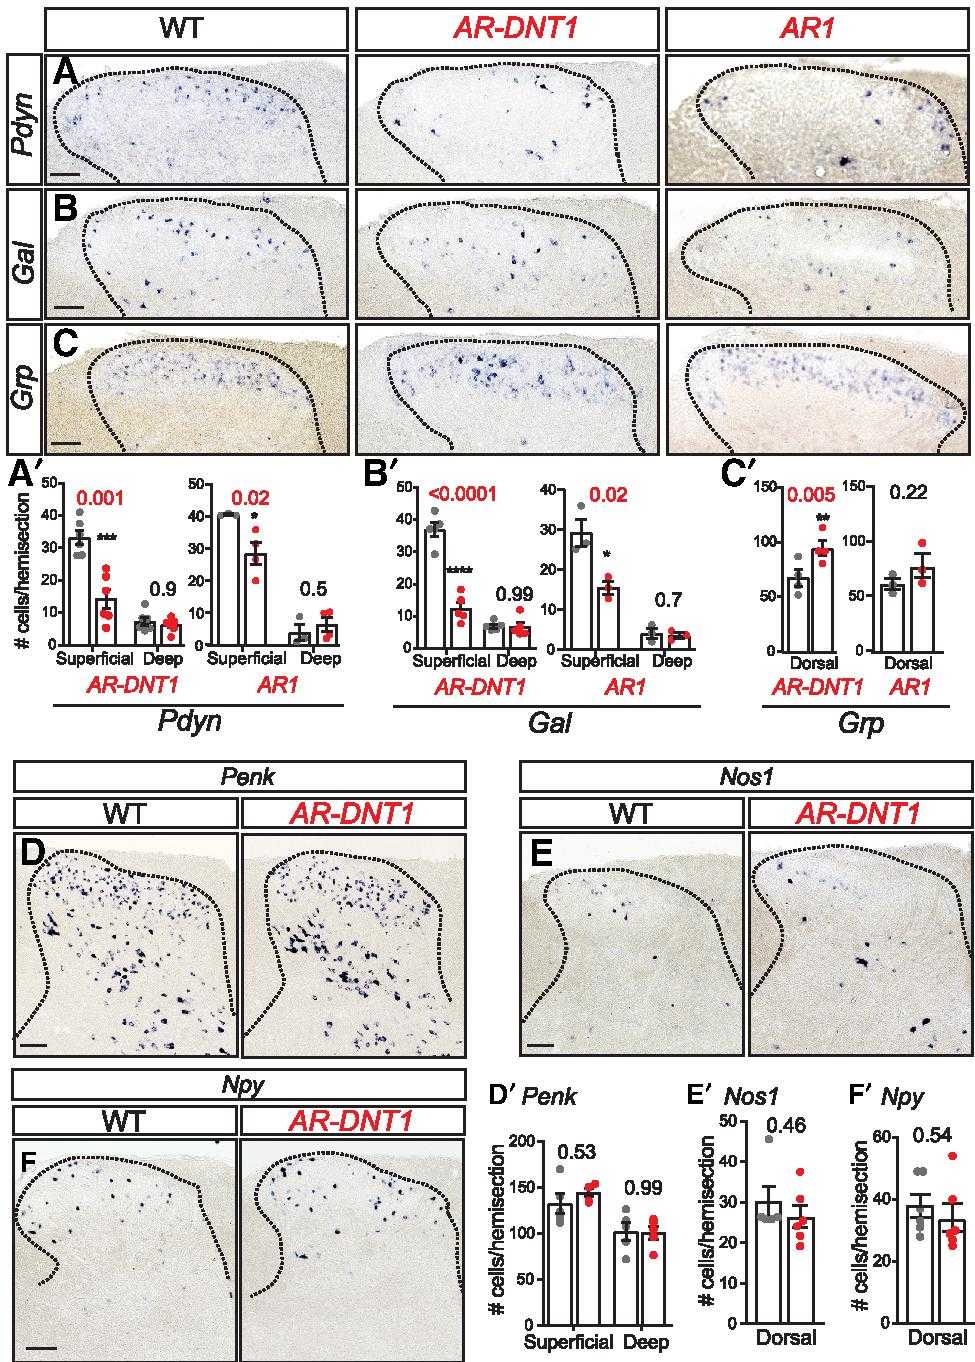 WT AR-DNT1 AR1
Pdyn A
Gal B
Grp C
A′ B′ C′
# cells/hemisection
50 40 30 20 10 0
0.001 *** 0.9
Superficial Deep
AR-DNT1
50 40 30 20 10 0
0.02 * 0.5
Superficial Deep
AR1
Pdyn
50 40 30 20 10 0
<0.0001 **** 0.99
Superficial Deep
AR-DNT1
40 30 20 10 0
0.02 * 0.7
Superficial Deep
AR1
Gal
150 100 50 0
0.005 **
Dorsal
AR-DNT1
150 100 50 0
0.22
Dorsal
AR1
Grp
Penk
WT AR-DNT1
D
Nos1
WT AR-DNT1
E
Npy
WT AR-DNT1
F
D′ Penk
# cells/hemisection
200 150 100 50 0
0.53 0.99
Superficial Deep
E′ Nos1
# cells/hemisection
50 40 30 20 10 0
0.46
Dorsal
F′ Npy
# cells/hemisection
60 40 20 0
0.54
Dorsal